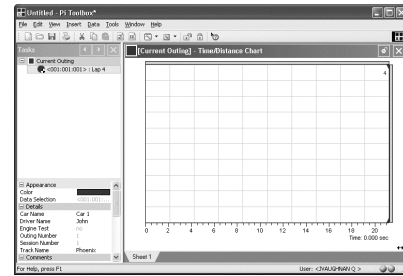 Untitled - Pi Toolbox*
File Edit View Insert Data Tools Window Help
Tasks
[Current Outing] - Time/Distance Chart
Current Outing
<001:001:001> : Lap 4
4
Appearance
Color
Data Selection <001:001:...
Details
Car Name Car 1
Driver Name John
Engine Test no
Outing Number 1
Session Number 1
Track Name Phoenix
Comments
0 2 4 6 8 10 12 14 16 18 20
Time: 0.000 sec
Sheet 1
For Help, press F1
User: <JVAUGHNAN Q >